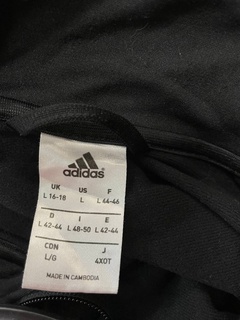 adidas
UK US F
L 16-18 L L 44-46
D I E
L 42-44 L 48-50 L 42-44
CDN J
L/G 4XOT
MADE IN CAMBODIA